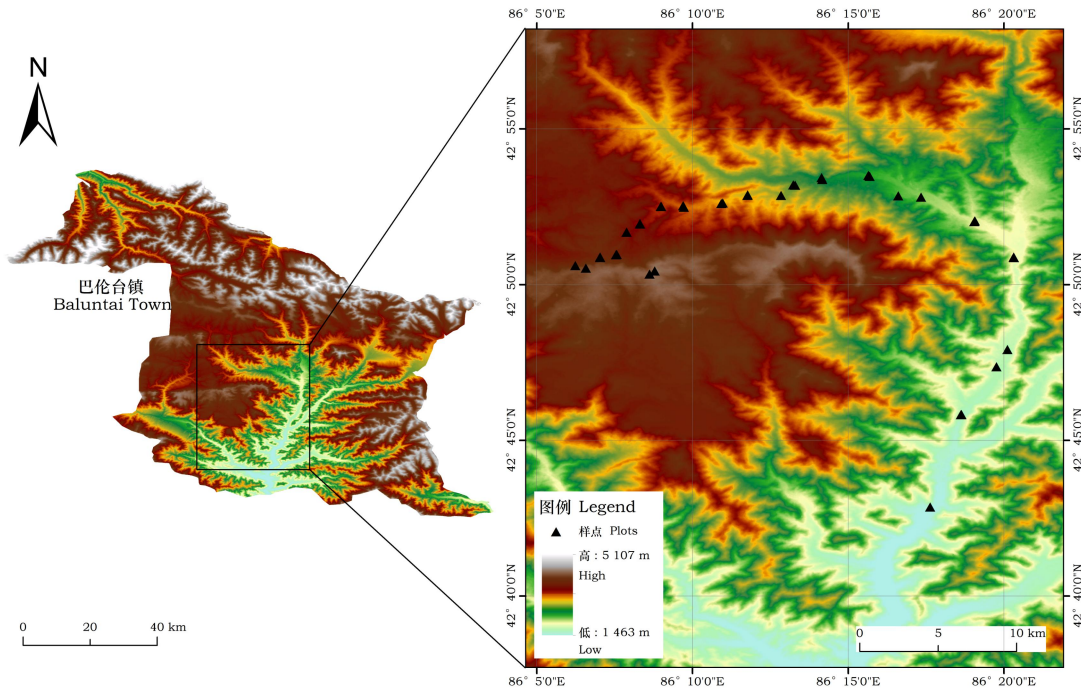 N
巴伦台镇
Baluntai Town
0 20 40 km
86° 5'0"E 86° 10'0"E 86° 15'0"E 86° 20'0"E
42° 55'0"N 42° 55'0"N
42° 50'0"N 42° 50'0"N
42° 45'0"N 42° 45'0"N
42° 40'0"N 42° 40'0"N
图例 Legend
样点 Plots
高：5 107 m
High
低：1 463 m
Low
0 5 10 km
86° 5'0"E 86° 10'0"E 86° 15'0"E 86° 20'0"E